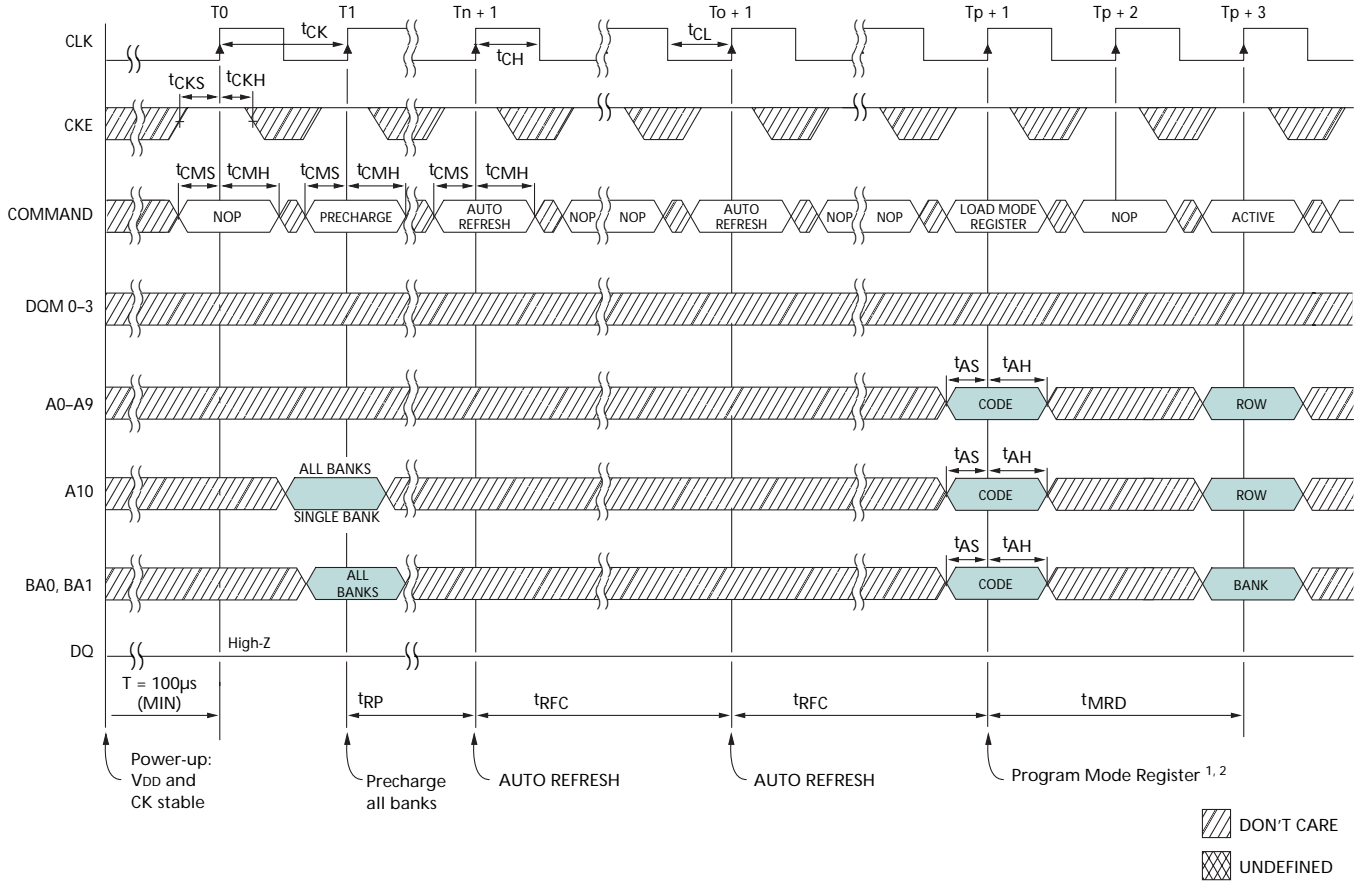 T0 T1 Tn + 1 To + 1 Tp + 1 Tp + 2 Tp + 3
CLK tCK tCH tCL
tCKS tCKH
CKE
tCMS tCMH tCMS tCMH tCMS tCMH
COMMAND NOP PRECHARGE AUTO REFRESH NOP NOP AUTO REFRESH NOP NOP LOAD MODE REGISTER NOP ACTIVE
DQM 0–3
tAS tAH
A0–A9 CODE ROW
ALL BANKS tAS tAH
A10 CODE ROW
SINGLE BANK
tAS tAH
BA0, BA1 ALL BANKS CODE BANK
High-Z
DQ
T = 100µs
(MIN) tRP tRFC tRFC tMRD
Power-up:
VDD and
CK stable
Precharge
all banks
AUTO REFRESH
AUTO REFRESH
Program Mode Register 1, 2
DON'T CARE
UNDEFINED